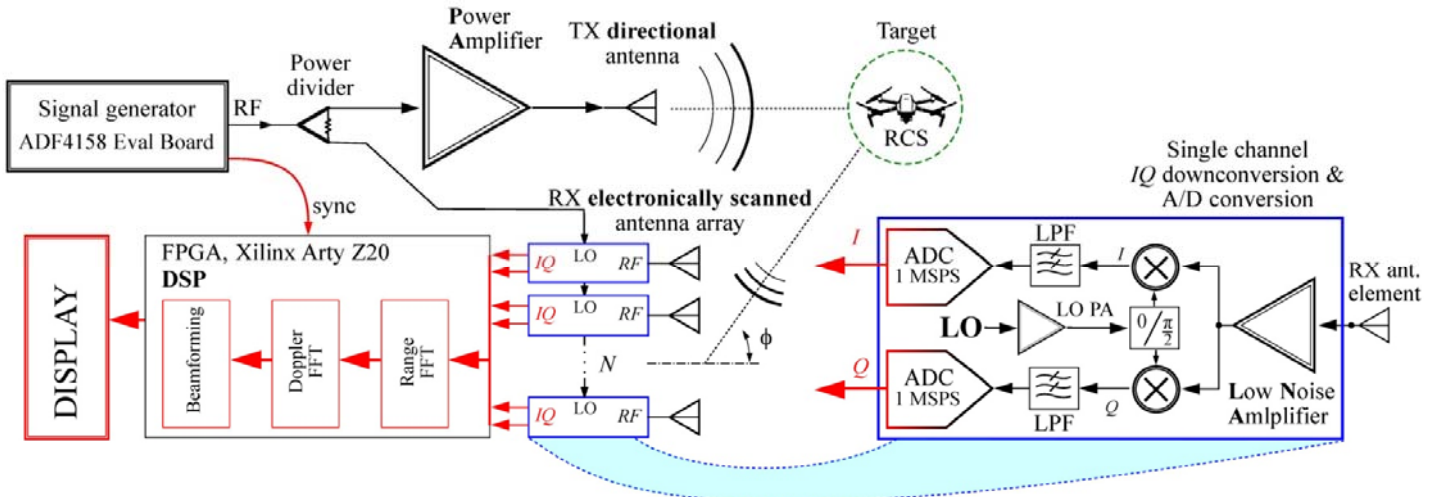 Signal generator
ADF4158 Eval Board
RF
Power
divider
Power
Amplifier
TX directional
antenna
Target
RCS
sync
RX electronically scanned
antenna array
DISPLAY
FPGA, Xilinx Arty Z20
DSP
Beamforming
Doppler
FFT
Range
FFT
IQ
LO
RF
IQ
LO
RF
N
IQ
LO
RF
ϕ
Single channel
IQ downconversion &
A/D conversion
I
ADC
1 MSPS
LPF
I
LO
LO PA
0/π/2
RX ant.
element
Q
ADC
1 MSPS
LPF
Q
Low Noise
Amlplifier